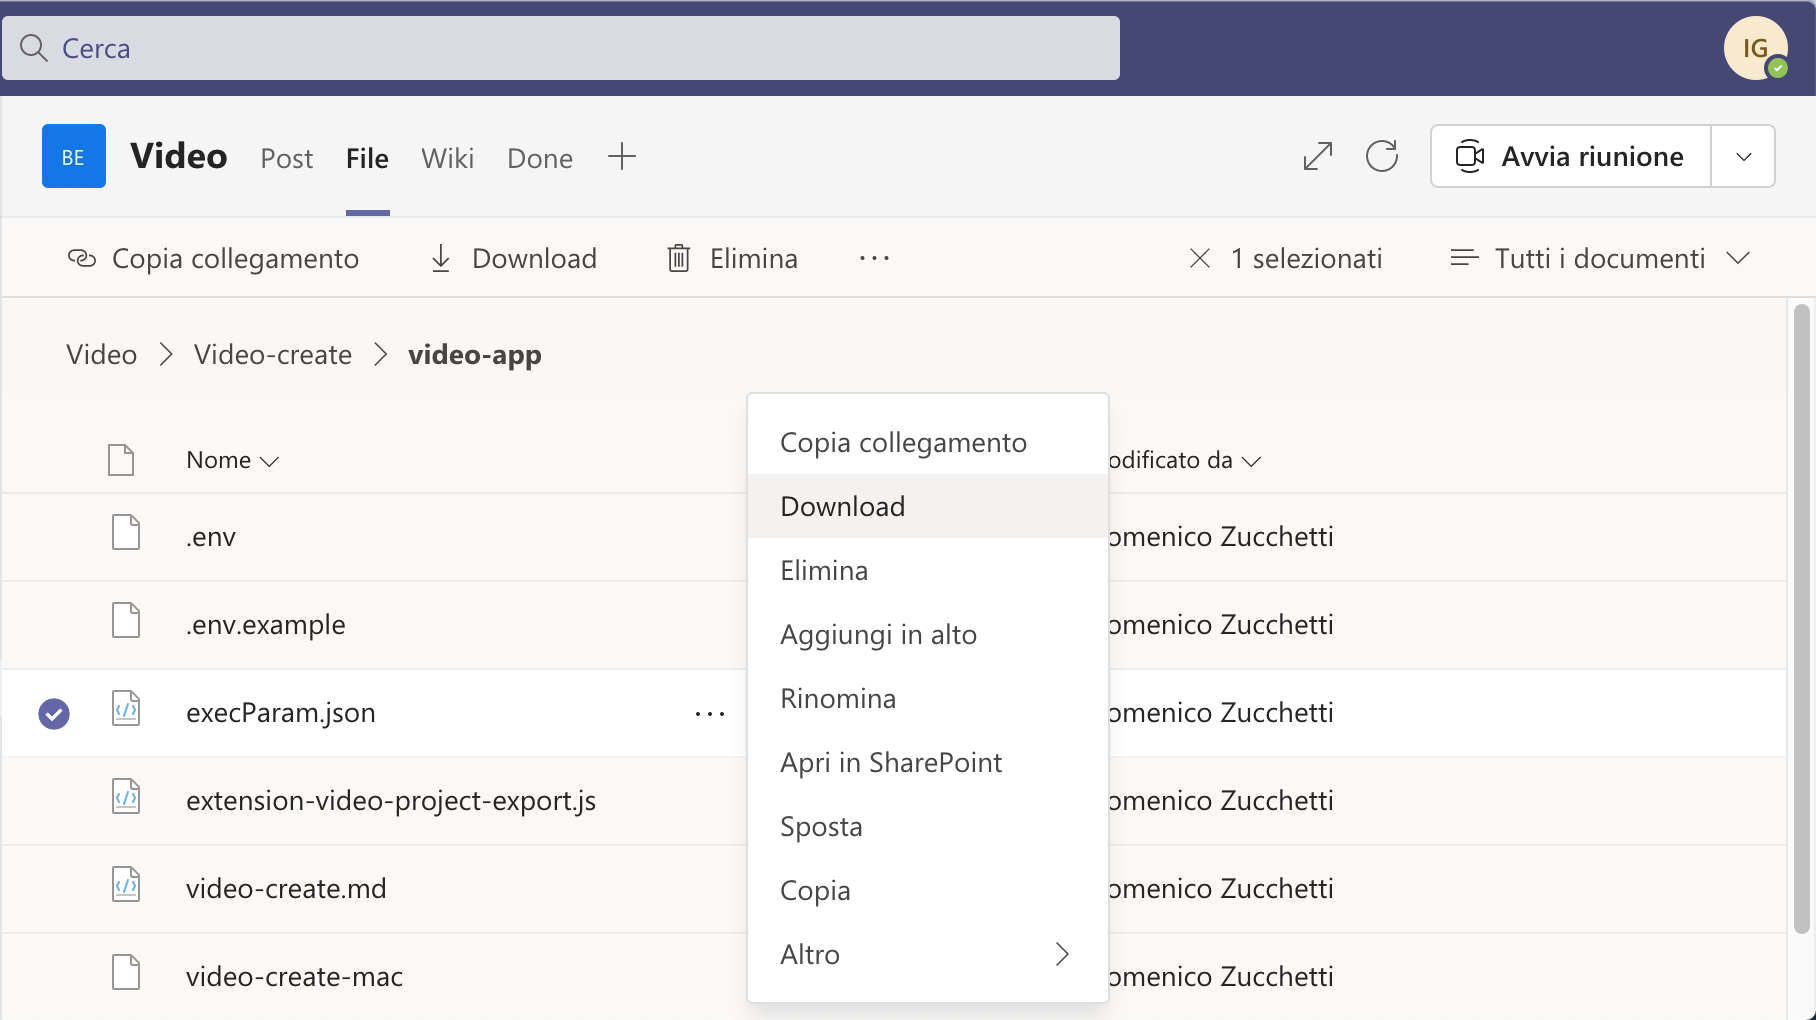 Cerca
IG
BE
Video
Post
File
Wiki
Done
Avvia riunione
Copia collegamento
Download
Elimina
1 selezionati
Tutti i documenti
Video
Video-create
video-app
Nome
odificato da
.env
omenico Zucchetti
.env.example
omenico Zucchetti
execParam.json
omenico Zucchetti
extension-video-project-export.js
omenico Zucchetti
video-create.md
omenico Zucchetti
video-create-mac
omenico Zucchetti
Copia collegamento
Download
Elimina
Aggiungi in alto
Rinomina
Apri in SharePoint
Sposta
Copia
Altro